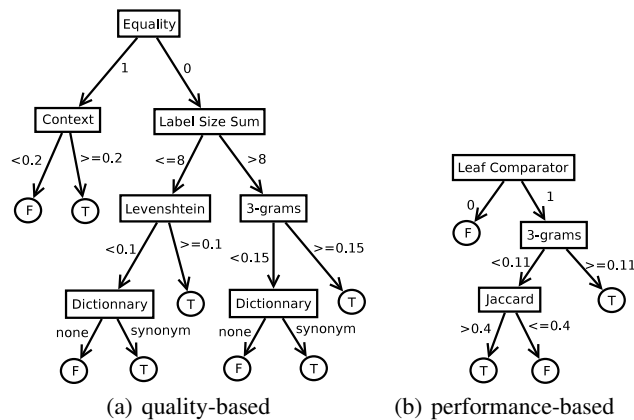 Equality
1
0
Context
Label Size Sum
<0.2
>=0.2
<=8
>8
F
T
Levenshtein
3-grams
<0.1
>=0.1
<0.15
>=0.15
Dictionnary
T
Dictionnary
T
none
synonym
none
synonym
F
T
F
T
(a) quality-based
Leaf Comparator
0
1
F
3-grams
<0.11
>=0.11
Jaccard
T
>0.4
<=0.4
T
F
(b) performance-based